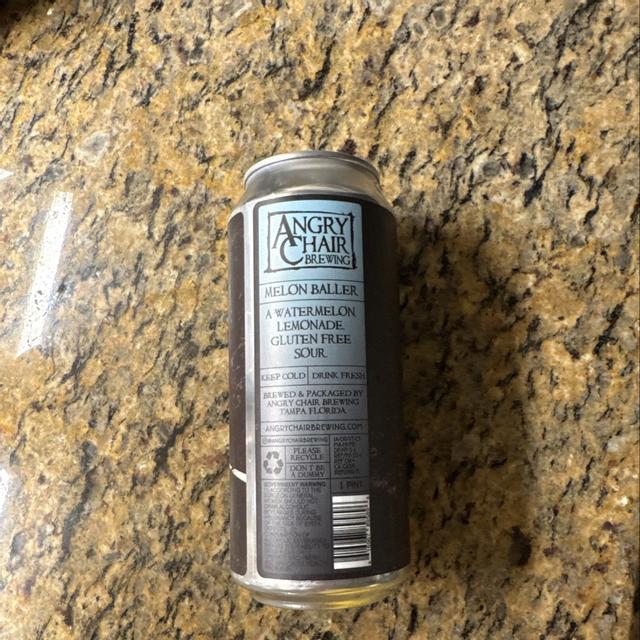 ANGRY
CHAIR
BREWING
MELON BALLER
A WATERMELON,
LEMONADE,
GLUTEN FREE
SOUR.
KEEP COLD DRINK FRESH
BREWED & PACKAGED BY
ANGRY CHAIR BREWING
TAMPA FLORIDA
ANGRYCHAIRBREWING.COM
@ANGRYCHAIRBREWING
PLEASE
RECYCLE
DON'T BE
A DUMMY
GOVERNMENT WARNING
1 PINT